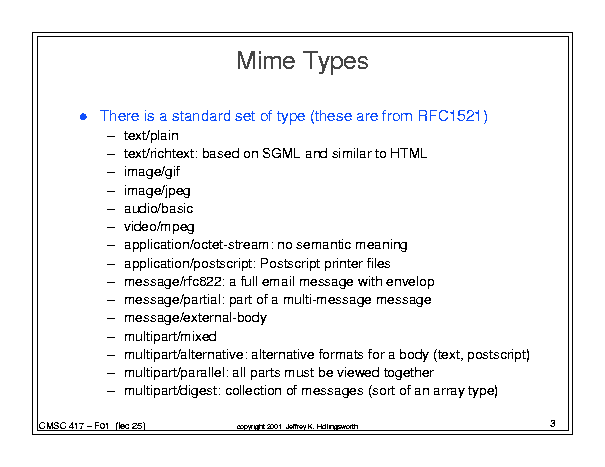 Mime Types
● There is a standard set of type (these are from RFC1521)
– text/plain
– text/richtext: based on SGML and similar to HTML
– image/gif
– image/jpeg
– audio/basic
– video/mpeg
– application/octet-stream: no semantic meaning
– application/postscript: Postscript printer files
– message/rfc822: a full email message with envelop
– message/partial: part of a multi-message message
– message/external-body
– multipart/mixed
– multipart/alternative: alternative formats for a body (text, postscript)
– multipart/parallel: all parts must be viewed together
– multipart/digest: collection of messages (sort of an array type)
CMSC 417 – F01 (lec 25)
copyright 2001 Jeffrey K. Hollingsworth
3